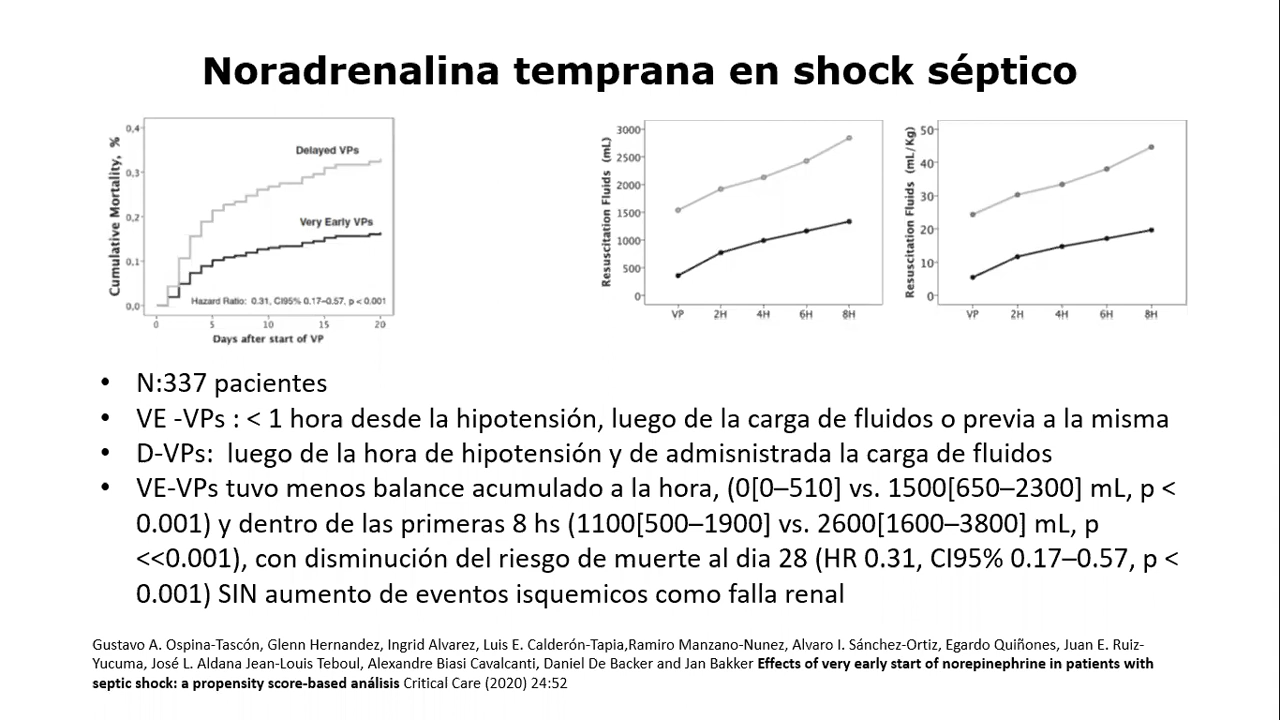 Noradrenalina temprana en shock séptico
Cumulative Mortality, %
0,4
0,3
0,2
0,1
0,0
Delayed VPs
Very Early VPs
Hazard Ratio: 0.31, CI95% 0.17–0.57, p < 0.001
0 5 10 15 20
Days after start of VP
Resuscitation Fluids (mL)
3000
2500
2000
1500
1000
500
0
VP 2H 4H 6H 8H
Resuscitation Fluids (mL/Kg)
50
40
30
20
10
0
VP 2H 4H 6H 8H
• N:337 pacientes
• VE -VPs : < 1 hora desde la hipotensión, luego de la carga de fluidos o previa a la misma
• D-VPs: luego de la hora de hipotensión y de admisnistrada la carga de fluidos
• VE-VPs tuvo menos balance acumulado a la hora, (0[0–510] vs. 1500[650–2300] mL, p <
0.001) y dentro de las primeras 8 hs (1100[500–1900] vs. 2600[1600–3800] mL, p
<<0.001), con disminución del riesgo de muerte al dia 28 (HR 0.31, CI95% 0.17–0.57, p <
0.001) SIN aumento de eventos isquemicos como falla renal
Gustavo A. Ospina-Tascón, Glenn Hernandez, Ingrid Alvarez, Luis E. Calderón-Tapia,Ramiro Manzano-Nunez, Alvaro I. Sánchez-Ortiz, Egardo Quiñones, Juan E. Ruiz-
Yucuma, José L. Aldana Jean-Louis Teboul, Alexandre Biasi Cavalcanti, Daniel De Backer and Jan Bakker Effects of very early start of norepinephrine in patients with
septic shock: a propensity score-based análisis Critical Care (2020) 24:52